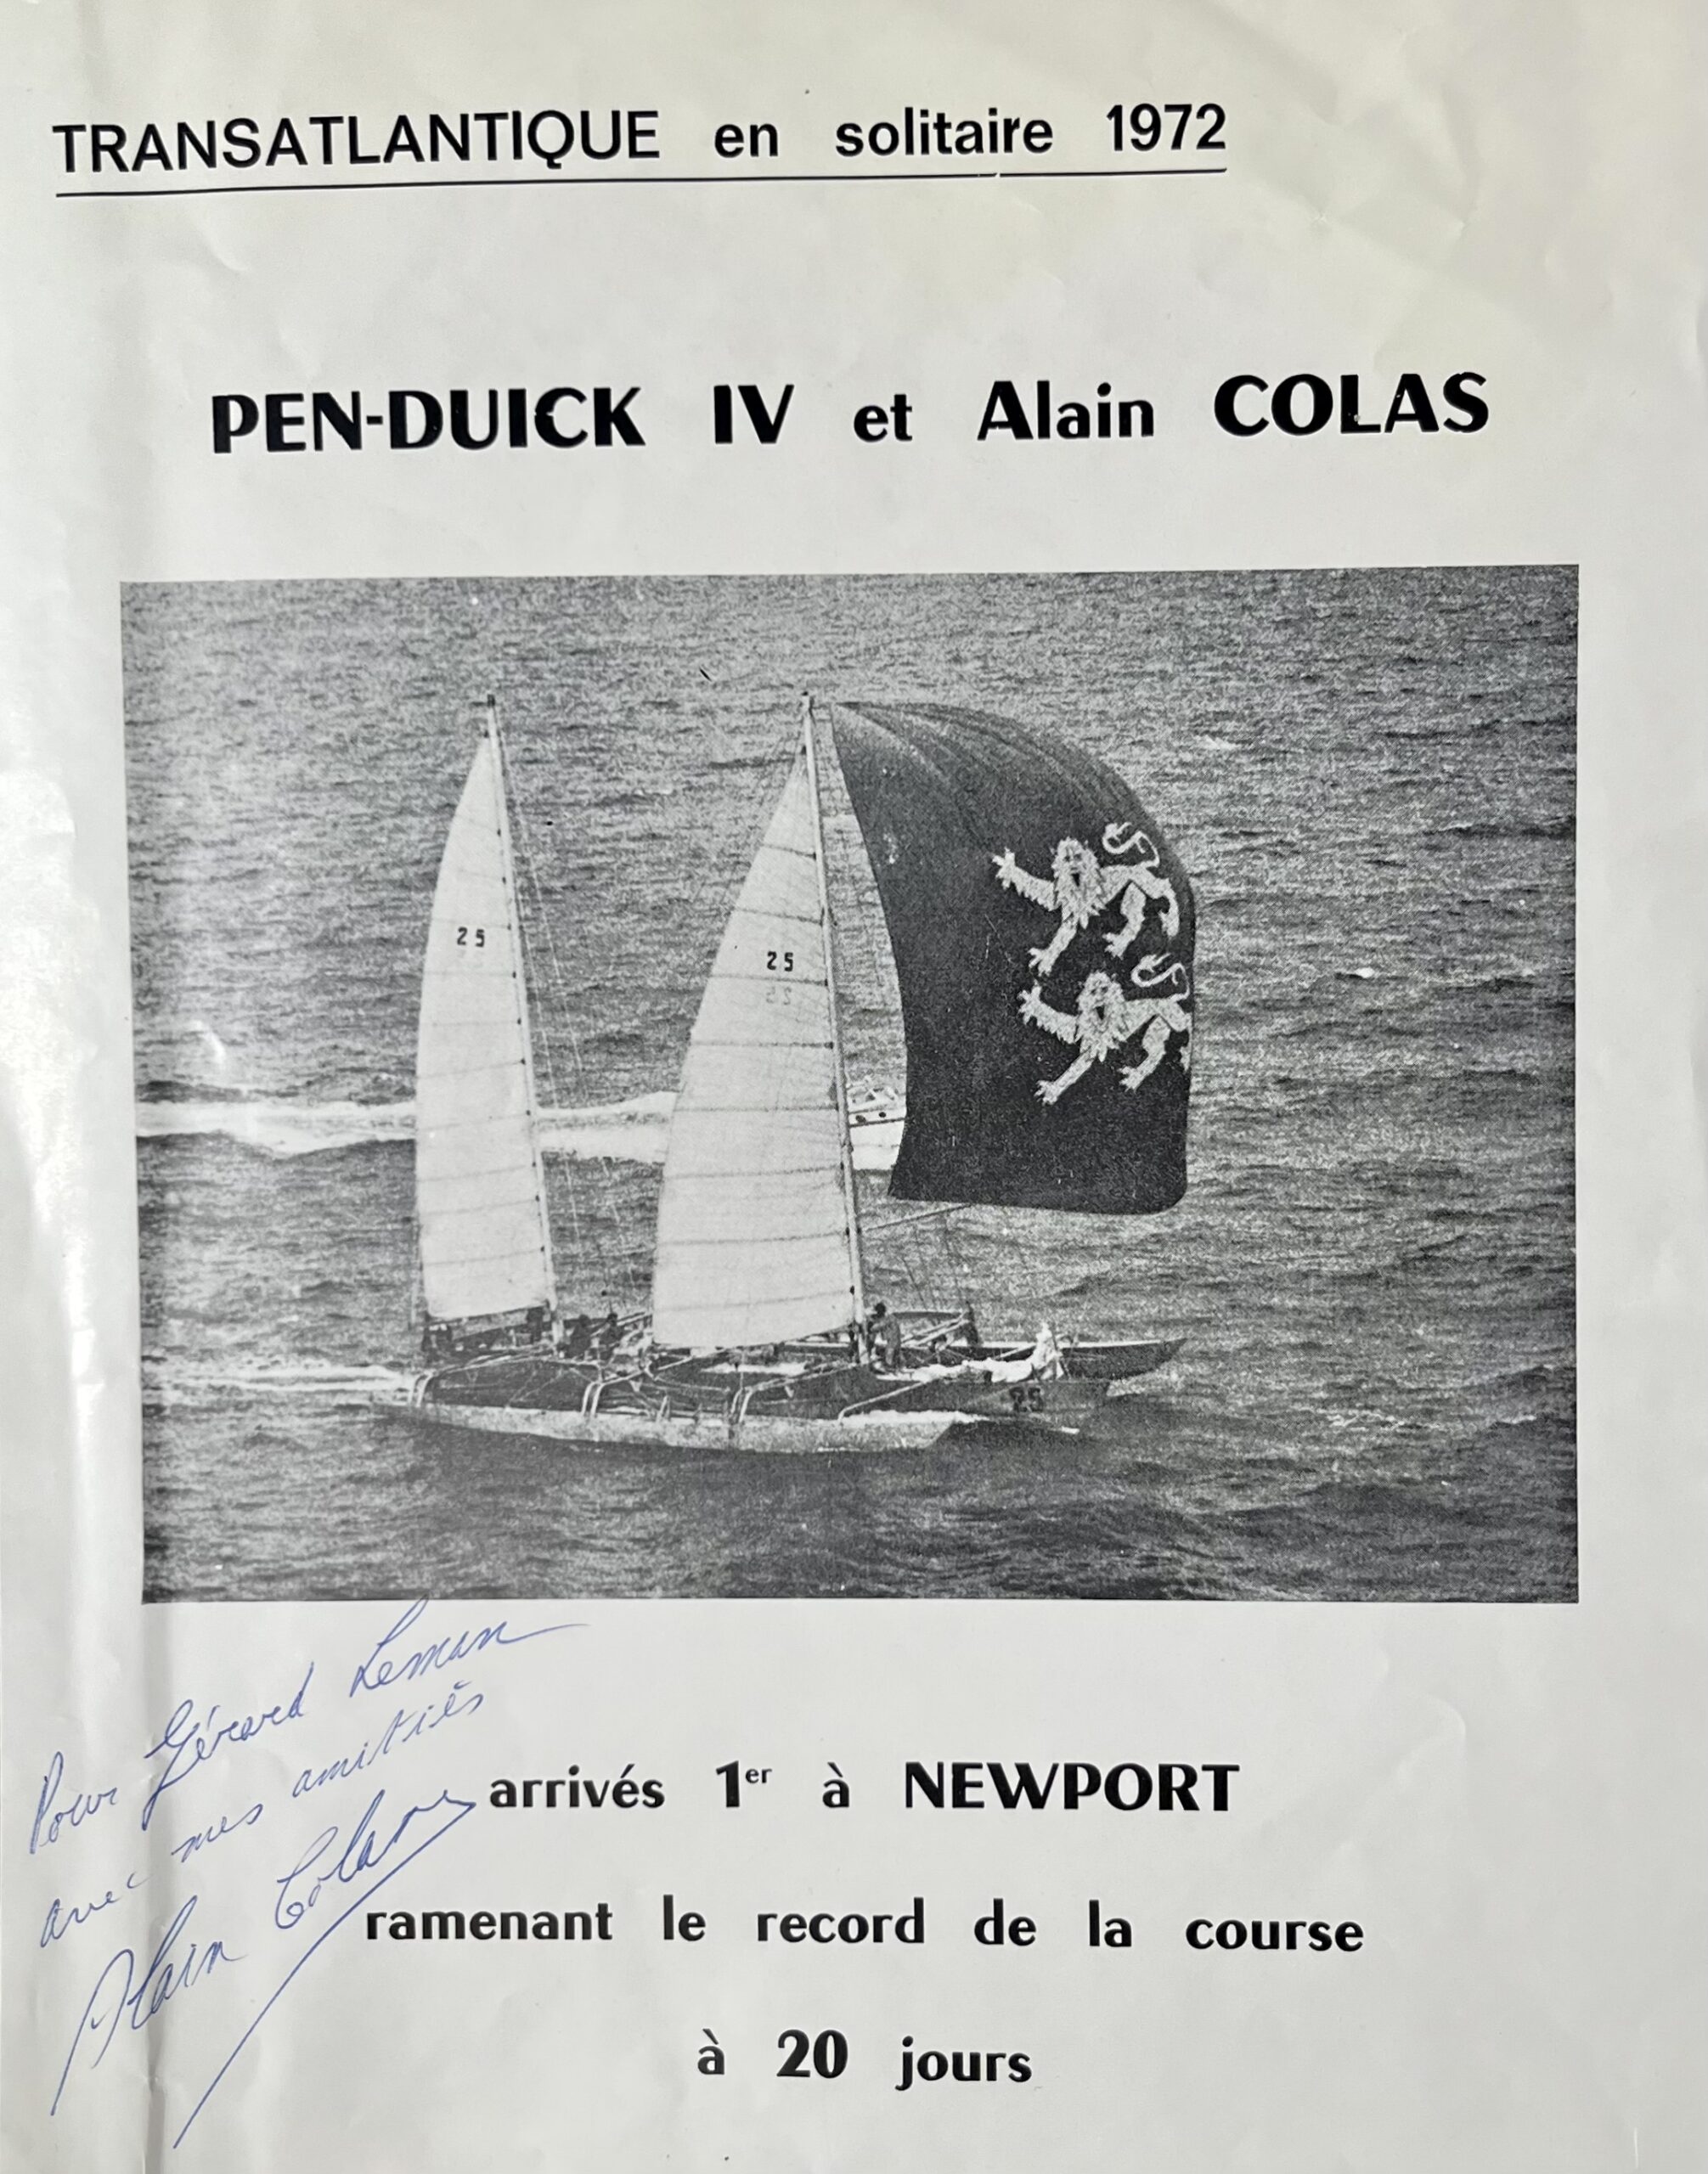 TRANSATLANTIQUE en solitaire 1972
PEN-DUICK IV et Alain COLAS
25
25
25
25
Pour Gérard Leman
avec mes amitiés
Alain Colas
arrivés 1er à NEWPORT
ramenant le record de la course
à 20 jours